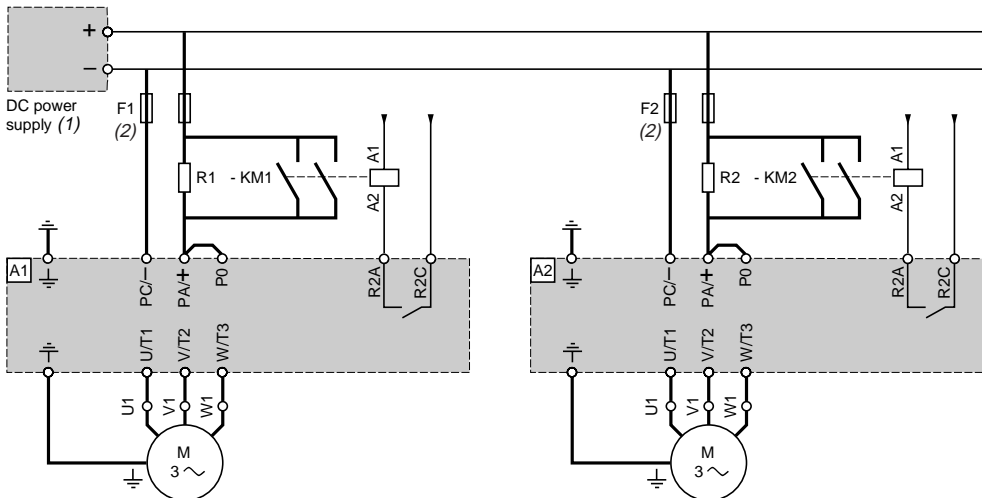 +
−
DC power
supply (1)
F1
(2)
R1
- KM1
A1
A2
F2
(2)
R2
- KM2
A1
A2
A1
PC/−
PA/+
P0
R2A
R2C
U/T1
V/T2
W/T3
A2
PC/−
PA/+
P0
R2A
R2C
U/T1
V/T2
W/T3
U1
V1
W1
M
3
U1
V1
W1
M
3